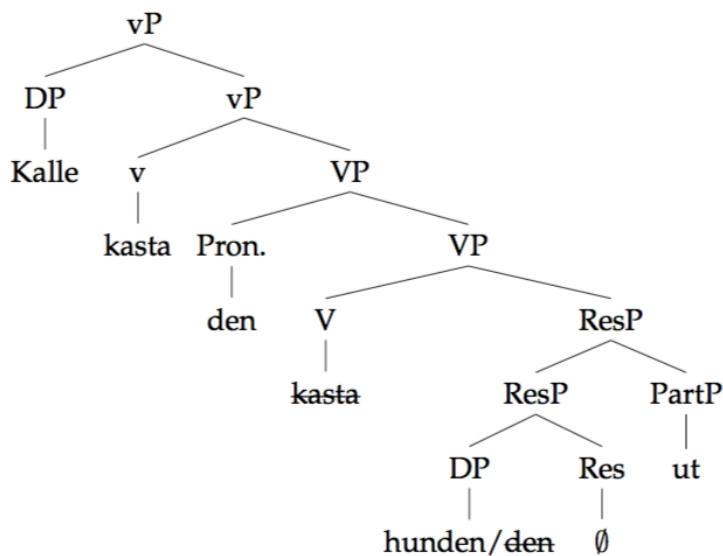 vP
DP vP
Kalle v VP
kasta Pron. VP
den V ResP
kasta ResP PartP
DP Res ut
hunden/den ∅